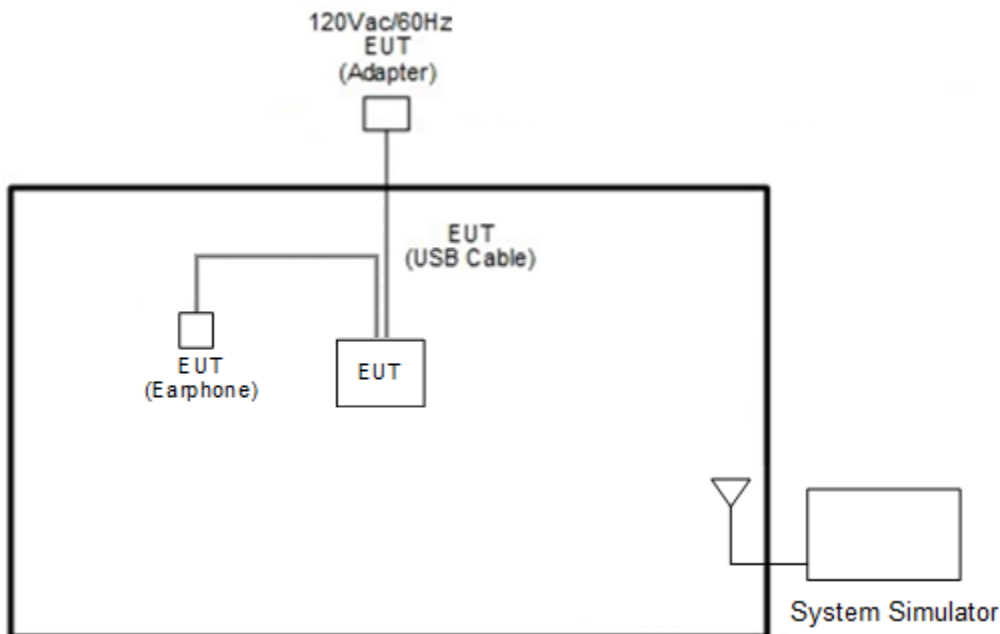 120Vac/60Hz
EUT
(Adapter)
EUT
(USB Cable)
EUT
(Earphone)
EUT
System Simulator